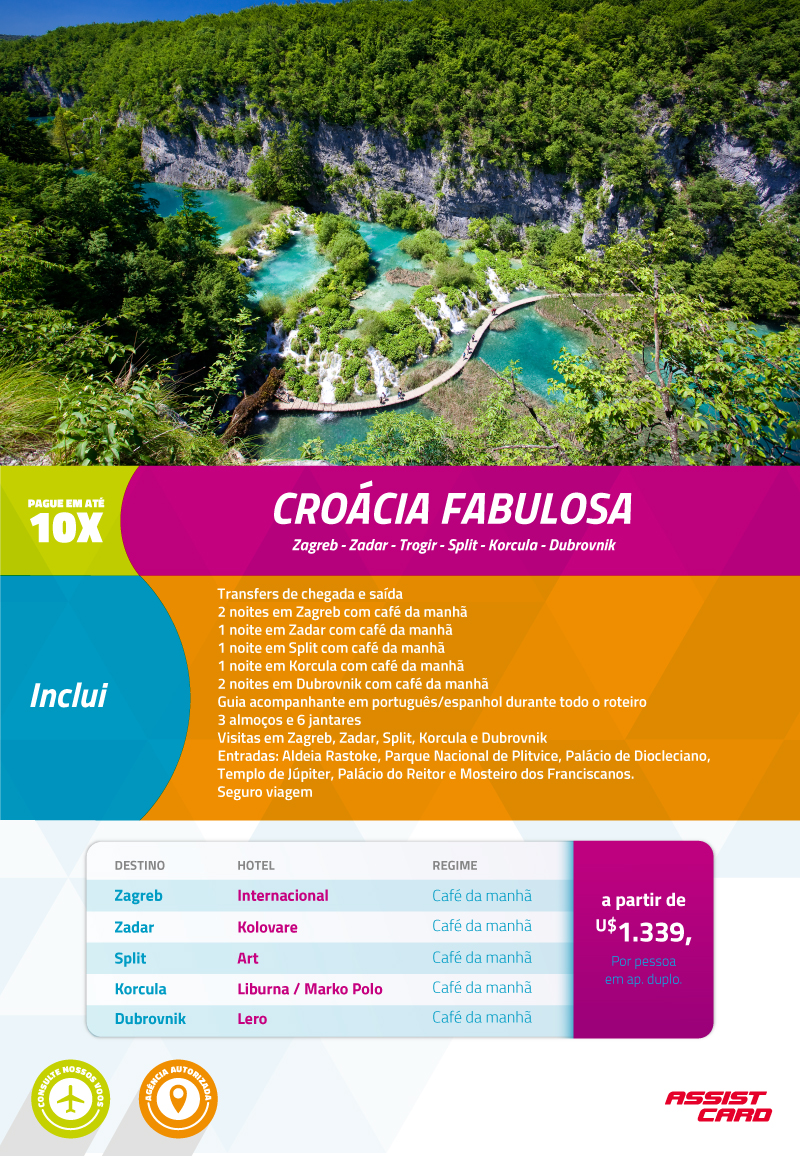 PAGUE EM ATÉ
10X
CROÁCIA FABULOSA
Zagreb - Zadar - Trogir - Split - Korcula - Dubrovnik
Inclui
Transfers de chegada e saída
2 noites em Zagreb com café da manhã
1 noite em Zadar com café da manhã
1 noite em Split com café da manhã
1 noite em Korcula com café da manhã
2 noites em Dubrovnik com café da manhã
Guia acompanhante em português/espanhol durante todo o roteiro
3 almoços e 6 jantares
Visitas em Zagreb, Zadar, Split, Korcula e Dubrovnik
Entradas: Aldeia Rastoke, Parque Nacional de Plitvice, Palácio de Diocleciano,
Templo de Júpiter, Palácio do Reitor e Mosteiro dos Franciscanos.
Seguro viagem
DESTINO HOTEL REGIME
Zagreb Internacional Café da manhã
Zadar Kolovare Café da manhã
Split Art Café da manhã
Korcula Liburna / Marko Polo Café da manhã
Dubrovnik Lero Café da manhã
a partir de
U$1.339,
Por pessoa
em ap. duplo.
CONSULTE NOSSOS VOOS
AGÊNCIA AUTORIZADA
ASSIST
CARD